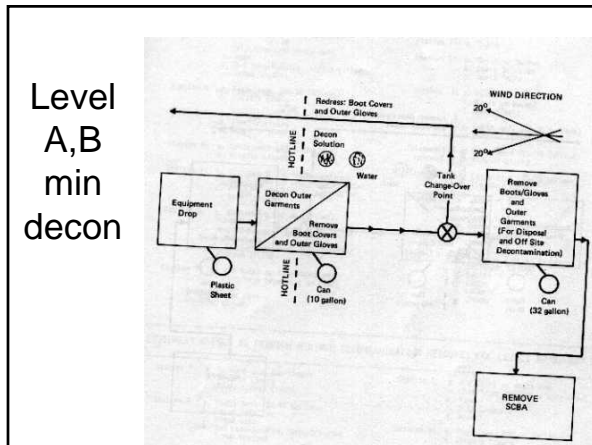 Level
A,B
min
decon
WIND DIRECTION
20°
20°
Redress: Boot Covers
and Outer Gloves
HOTLINE
Decon
Solution
Water
Tank
Change-Over
Point
Equipment
Drop
Plastic
Sheet
Decon Outer
Garments
Remove
Boot Covers
and Outer Gloves
HOTLINE
Can
(10 gallon)
Remove
Boots/Gloves
and
Outer
Garments
(For Disposal
and Off Site
Decontamination)
Can
(32 gallon)
REMOVE
SCBA